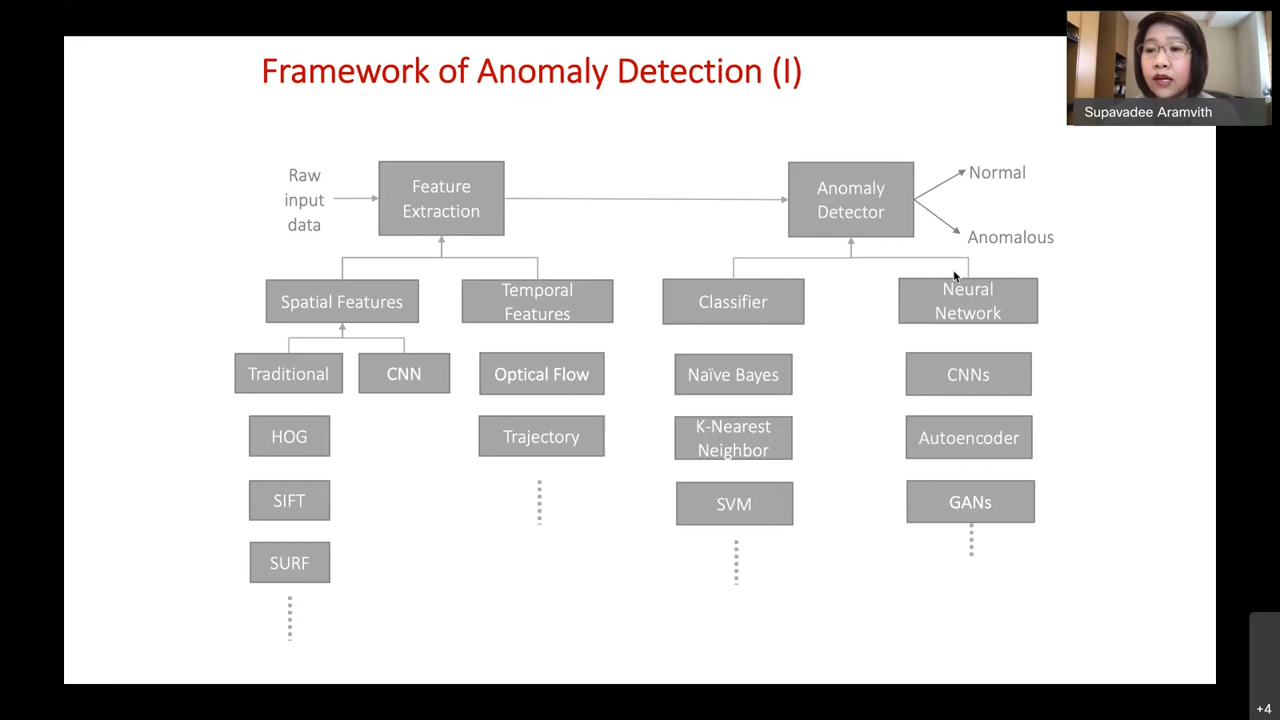 Framework of Anomaly Detection (I)
Supavadee Aramvith
Raw
input
data
Feature
Extraction
Anomaly
Detector
Normal
Anomalous
Spatial Features
Temporal
Features
Classifier
Neural
Network
Traditional
CNN
Optical Flow
Naïve Bayes
CNNs
HOG
Trajectory
K-Nearest
Neighbor
Autoencoder
SIFT
SVM
GANs
SURF
+4